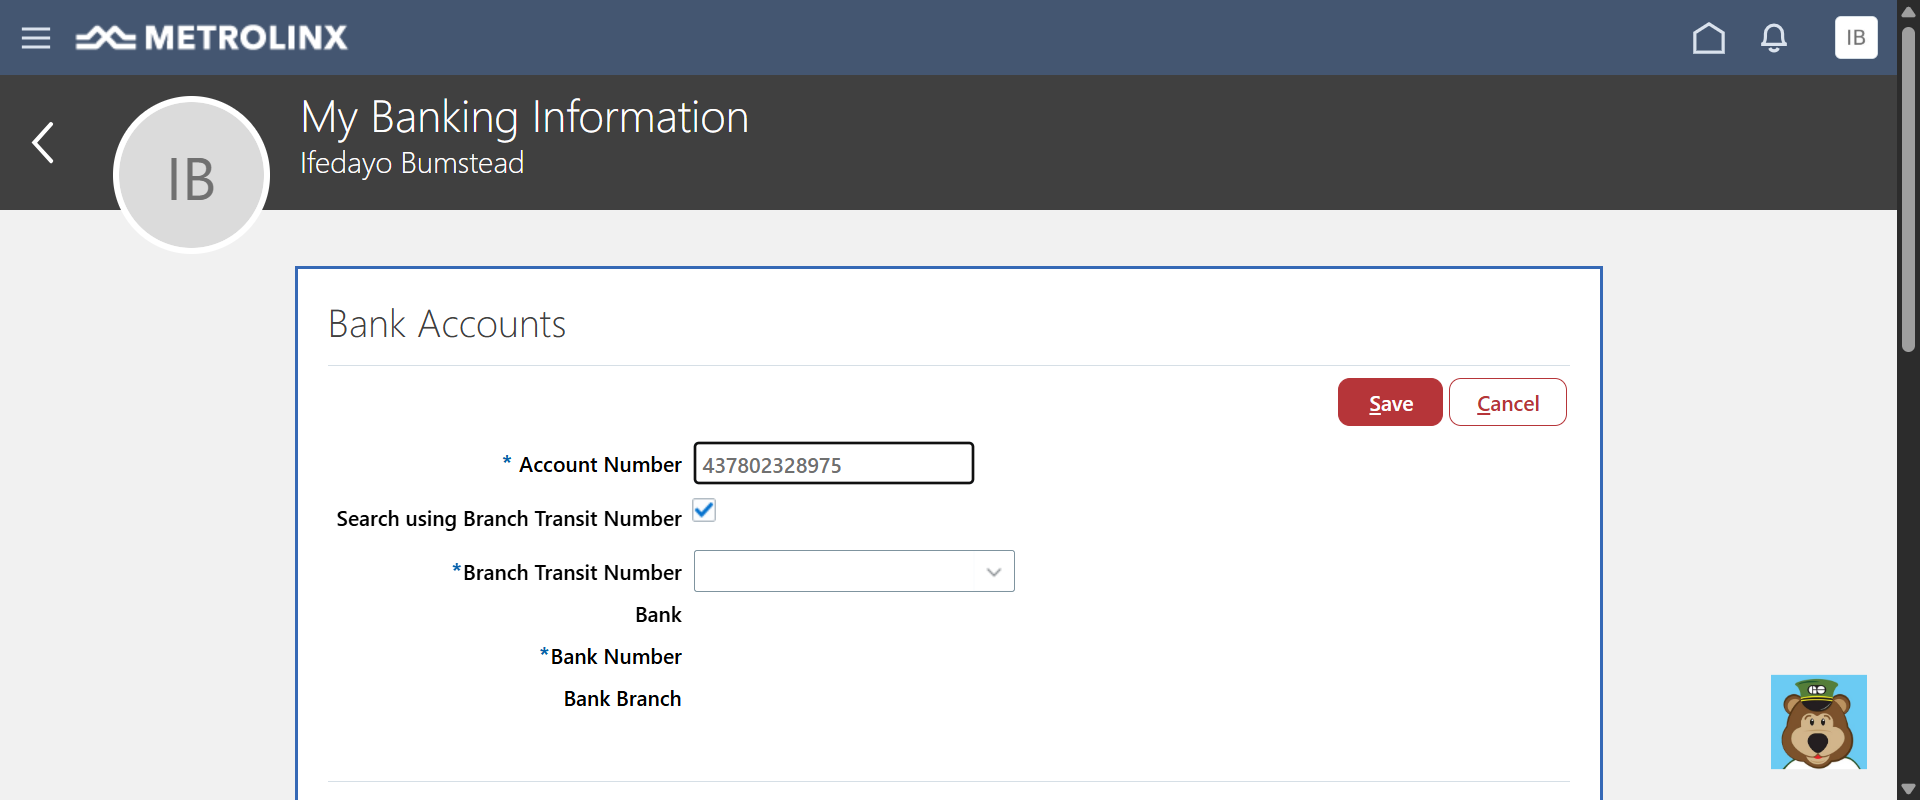 METROLINX
IB
IB
My Banking Information
Ifedayo Bumstead
Bank Accounts
Save Cancel
* Account Number 437802328975
Search using Branch Transit Number
*Branch Transit Number
Bank
*Bank Number
Bank Branch
GO